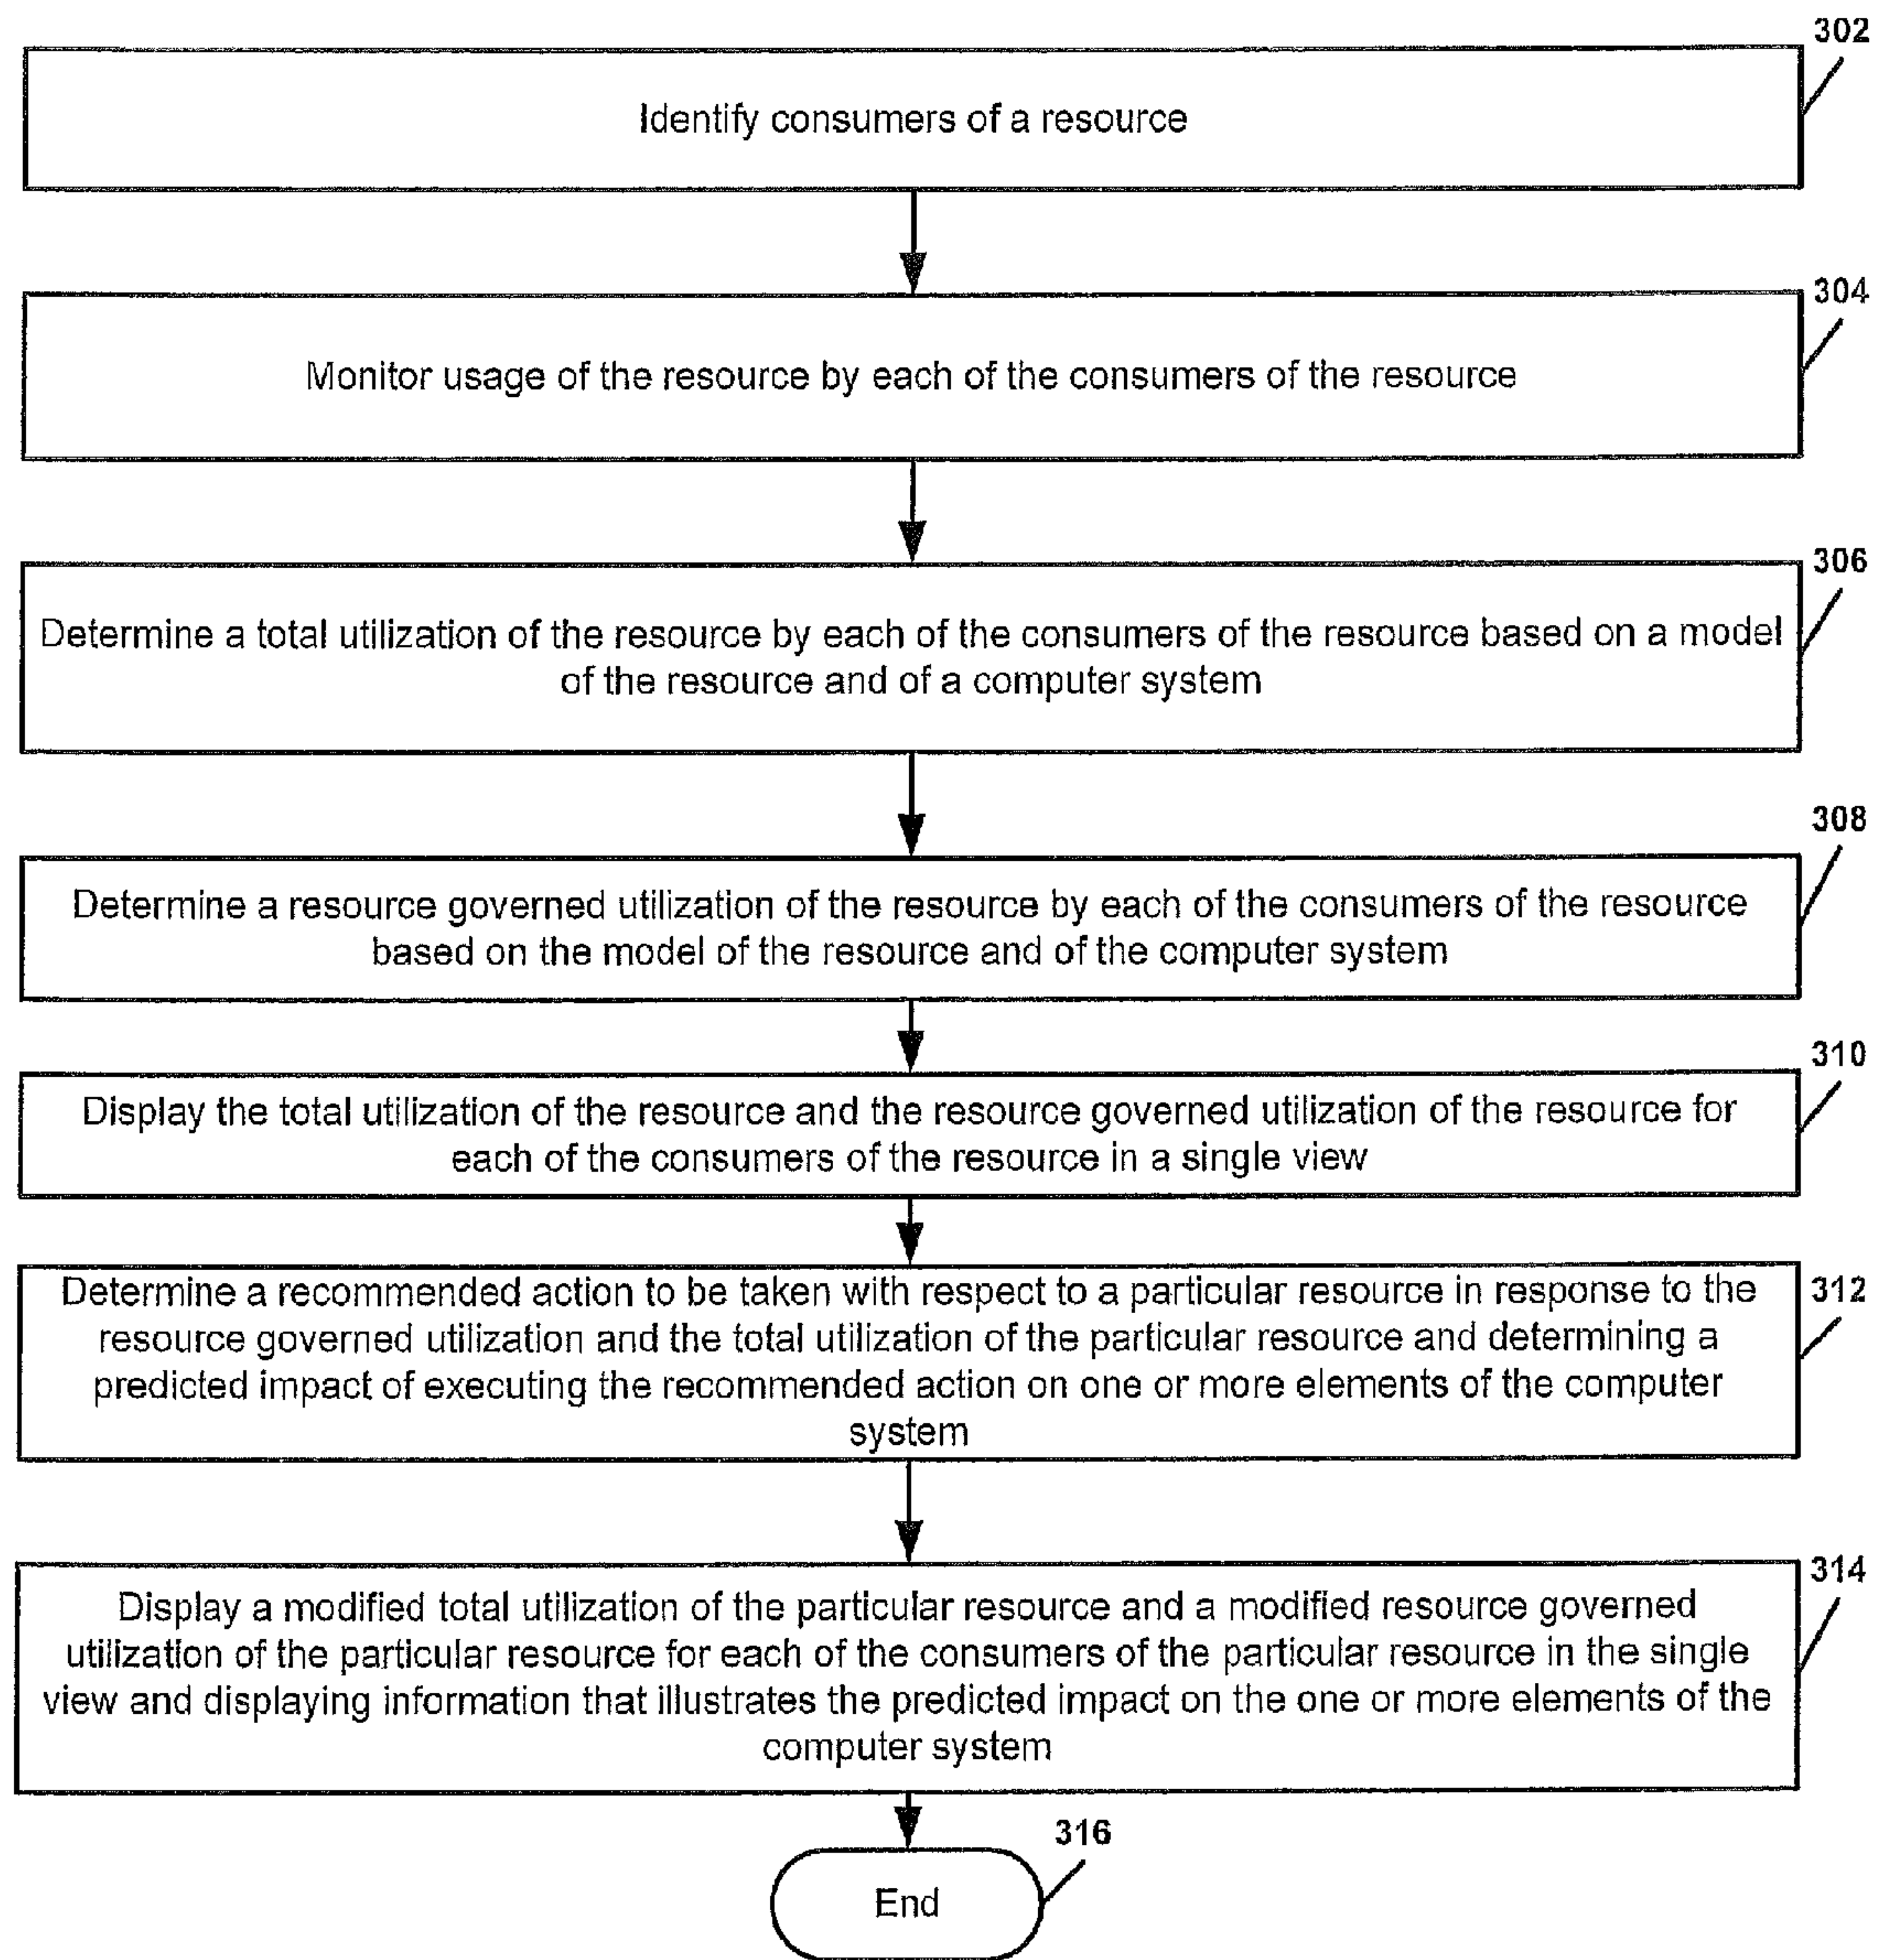 302
Identify consumers of a resource
304
Monitor usage of the resource by each of the consumers of the resource
306
Determine a total utilization of the resource by each of the consumers of the resource based on a model
of the resource and of a computer system
308
Determine a resource governed utilization of the resource by each of the consumers of the resource
based on the model of the resource and of the computer system
310
Display the total utilization of the resource and the resource governed utilization of the resource for
each of the consumers of the resource in a single view
312
Determine a recommended action to be taken with respect to a particular resource in response to the
resource governed utilization and the total utilization of the particular resource and determining a
predicted impact of executing the recommended action on one or more elements of the computer
system
314
Display a modified total utilization of the particular resource and a modified resource governed
utilization of the particular resource for each of the consumers of the particular resource in the single
view and displaying information that illustrates the predicted impact on the one or more elements of the
computer system
316
End